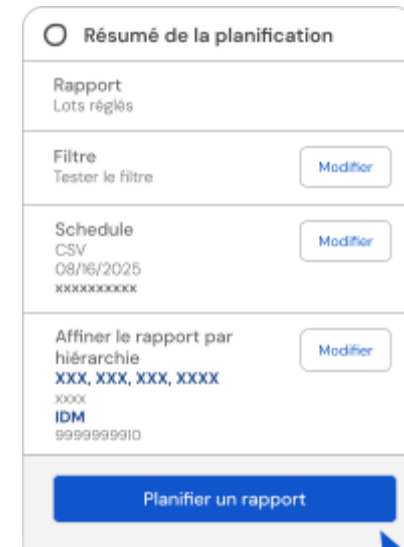 Résumé de la planification
Rapport
Lots réglés
Filtre
Tester le filtre
Modifier
Schedule
CSV
08/16/2025
xxxxxxxxxx
Modifier
Affiner le rapport par
hiérarchie
XXX, XXX, XXX, XXXX
xxxx
IDM
9999999910
Modifier
Planifier un rapport